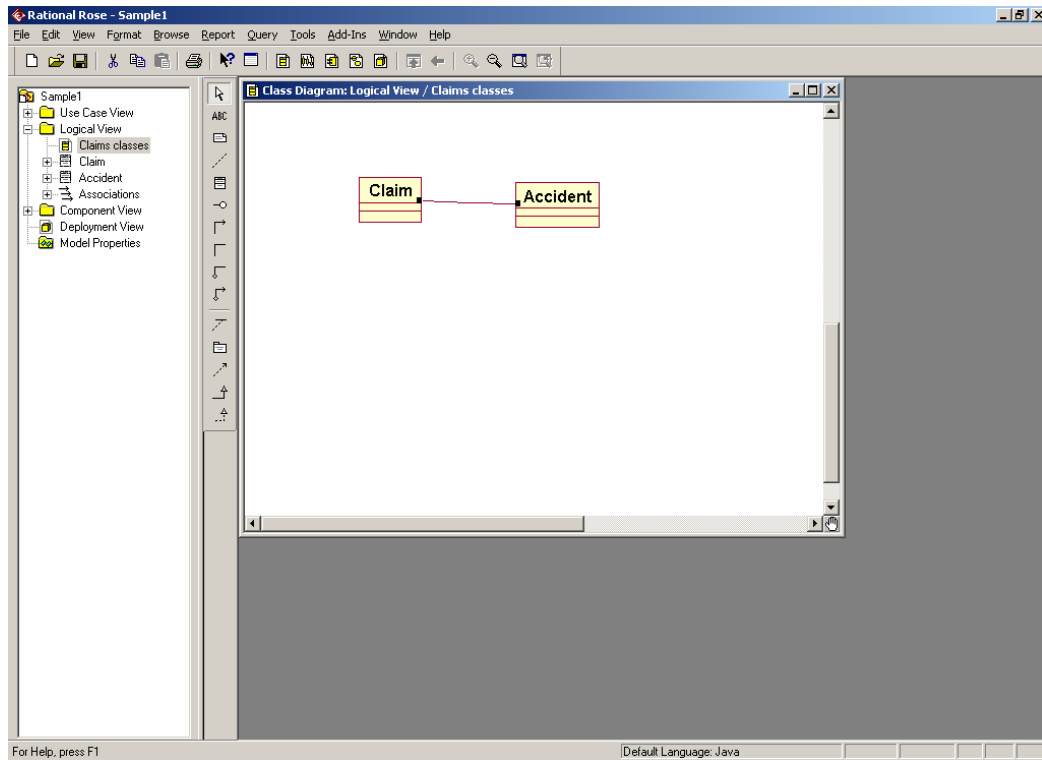 Rational Rose - Sample1
File Edit View Format Browse Report Query Tools Add-Ins Window Help
Sample1
Use Case View
Logical View
Claims classes
Claim
Accident
Associations
Component View
Deployment View
Model Properties
ABC
Class Diagram: Logical View / Claims classes
Claim
Accident
For Help, press F1
Default Language: Java